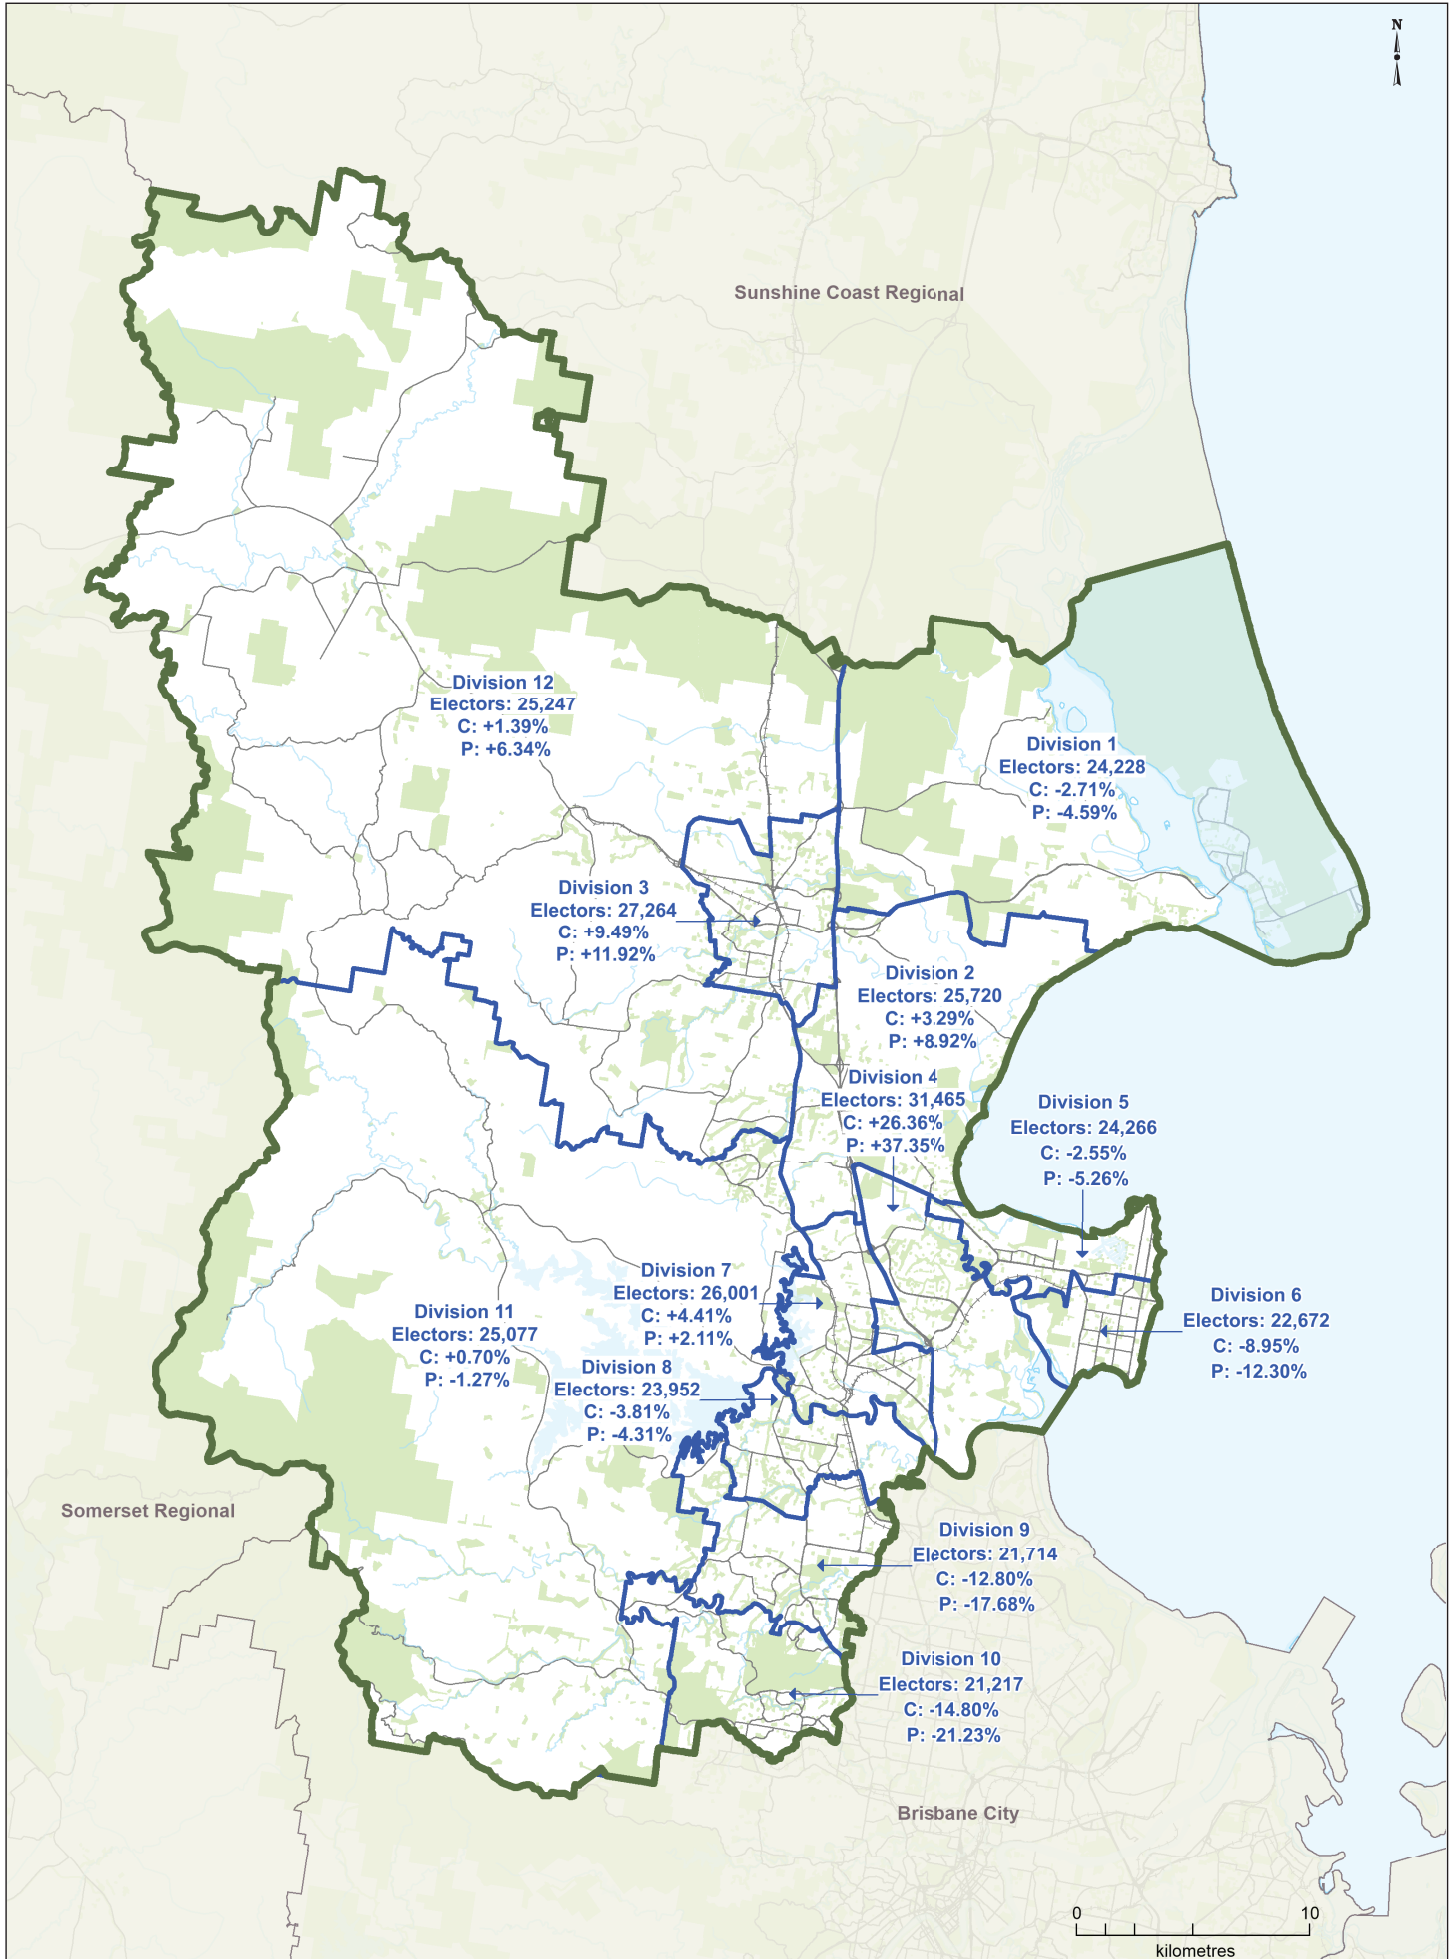 N
Sunshine Coast Regional
Division 12
Electors: 25,247
C: +1.39%
P: +6.34%
Division 1
Electors: 24,228
C: -2.71%
P: -4.59%
Division 3
Electors: 27,264
C: +9.49%
P: +11.92%
Division 2
Electors: 25,720
C: +3.29%
P: +8.92%
Division 4
Electors: 31,465
C: +26.36%
P: +37.35%
Division 5
Electors: 24,266
C: -2.55%
P: -5.26%
Division 7
Electors: 26,001
C: +4.41%
P: +2.11%
Division 6
Electors: 22,672
C: -8.95%
P: -12.30%
Division 11
Electors: 25,077
C: +0.70%
P: -1.27%
Division 8
Electors: 23,952
C: -3.81%
P: -4.31%
Somerset Regional
Division 9
Electors: 21,714
C: -12.80%
P: -17.68%
Division 10
Electors: 21,217
C: -14.80%
P: -21.23%
Brisbane City
0 10
kilometres